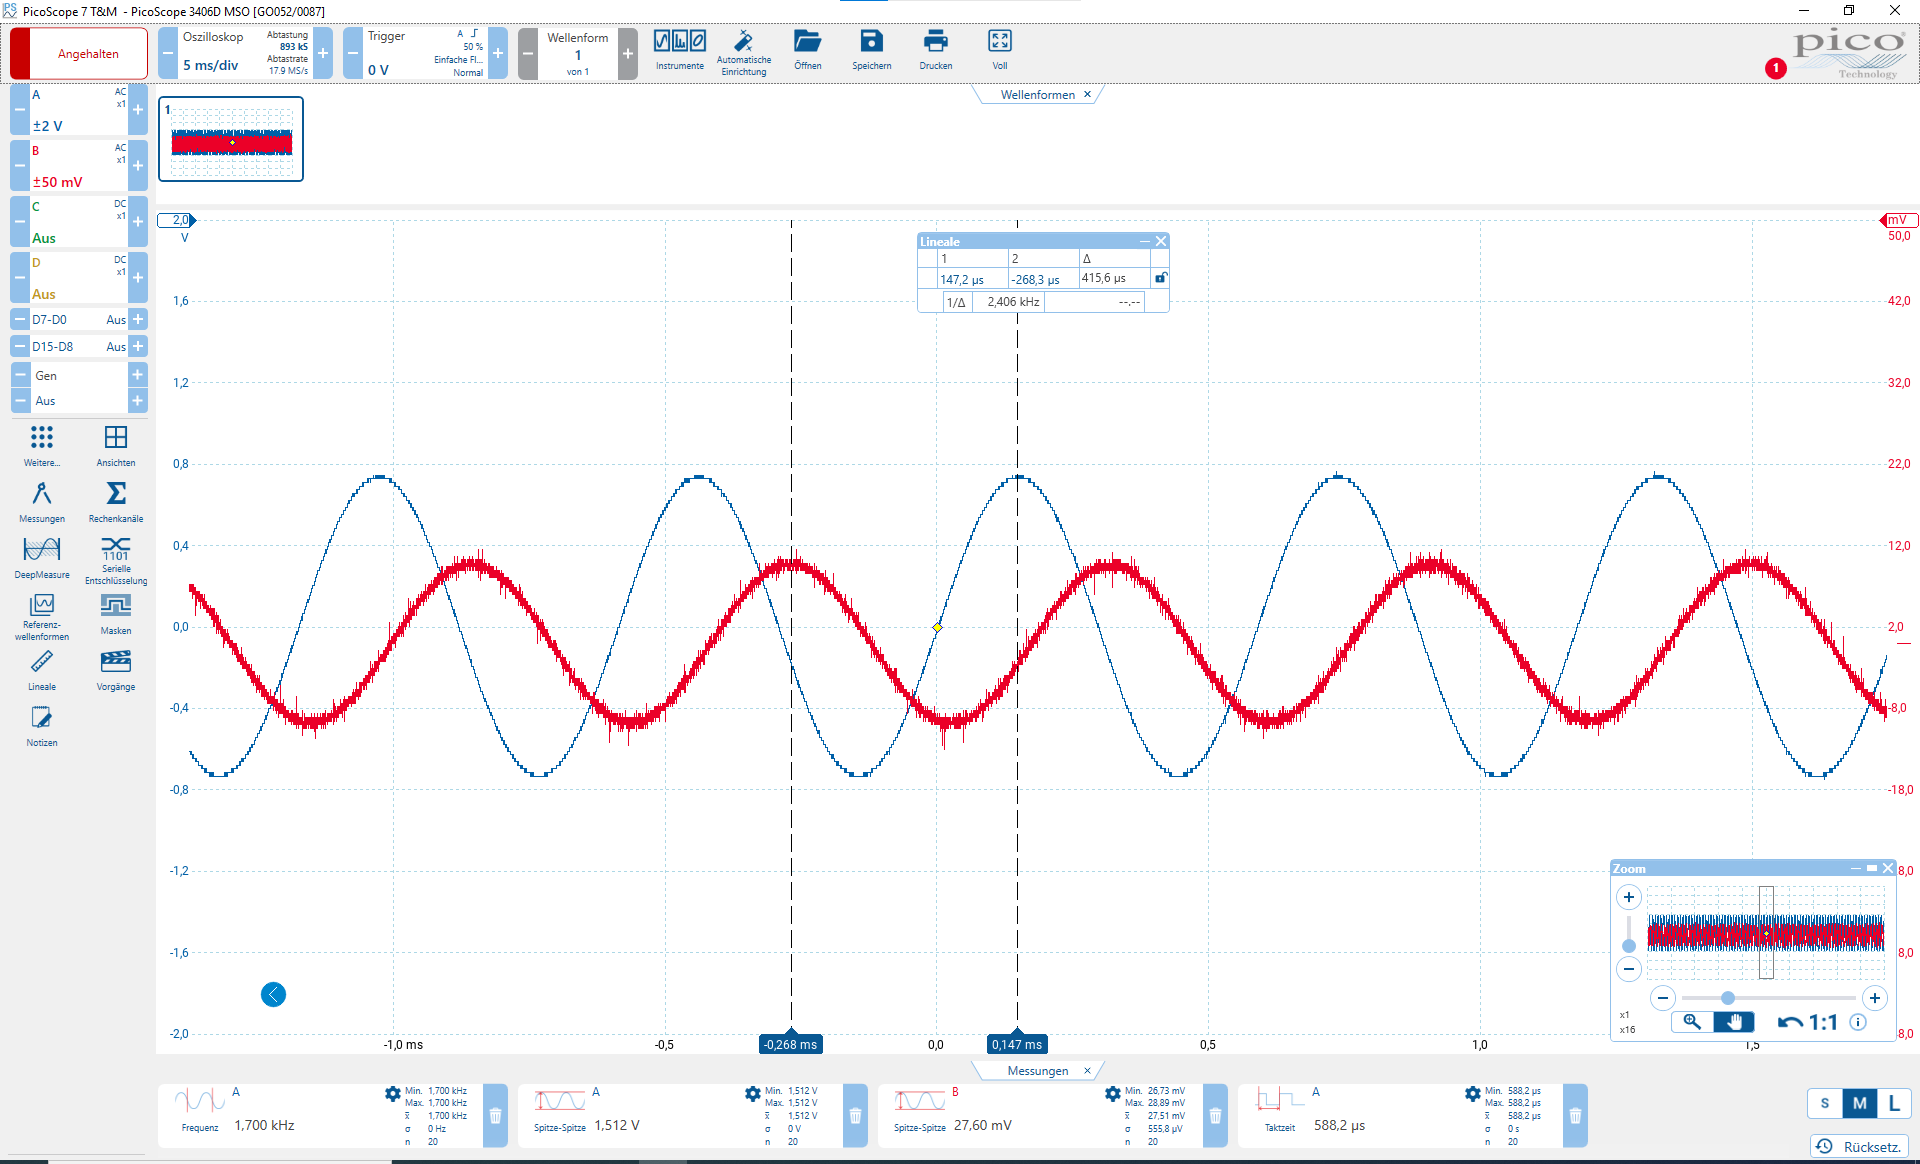 PicoScope 7 T&M - PicoScope 3406D MSO [GO052/0087]
Angehalten
Oszilloskop
5 ms/div
Abtastung
893 kS
Abtastrate
17.9 MS/s
Trigger
0 V
A
50 %
Einfache Fl...
Normal
Wellenform
1
von 1
Instrumente
Automatische
Einrichtung
Öffnen
Speichern
Drucken
Voll
1
pico
Technology
A
AC
x1
±2 V
B
AC
x1
±50 mV
C
DC
x1
Aus
D
DC
x1
Aus
D7-D0 Aus
D15-D8 Aus
Gen
Aus
Weitere...
Ansichten
Messungen
Rechenkanäle
DeepMeasure
1101
Serielle
Entschlüsselung
Referenz-
wellenformen
Masken
Lineale
Vorgänge
Notizen
Wellenformen
1
2,0
V
1,6
1,2
0,8
0,4
0,0
-0,4
-0,8
-1,2
-1,6
-2,0
mV
50,0
42,0
32,0
22,0
12,0
2,0
-8,0
-18,0
8,0
8,0
8,0
Lineale
1 2 Δ
147,2 µs -268,3 µs 415,6 µs
1/Δ 2,406 kHz --.--
-1,0 ms
-0,5
-0,268 ms
0,0
0,147 ms
0,5
1,0
1,5
Zoom
x1
x16
1:1
Messungen
A
Frequenz
1,700 kHz
Min. 1,700 kHz
Max. 1,700 kHz
x̄ 1,700 kHz
σ 0 Hz
n 20
A
Spitze-Spitze
1,512 V
Min. 1,512 V
Max. 1,512 V
x̄ 1,512 V
σ 0 V
n 20
B
Spitze-Spitze
27,60 mV
Min. 26,73 mV
Max. 28,89 mV
x̄ 27,51 mV
σ 555,8 µV
n 20
A
Taktzeit
588,2 µs
Min. 588,2 µs
Max. 588,2 µs
x̄ 588,2 µs
σ 0 s
n 20
S M L
Rücksetz.